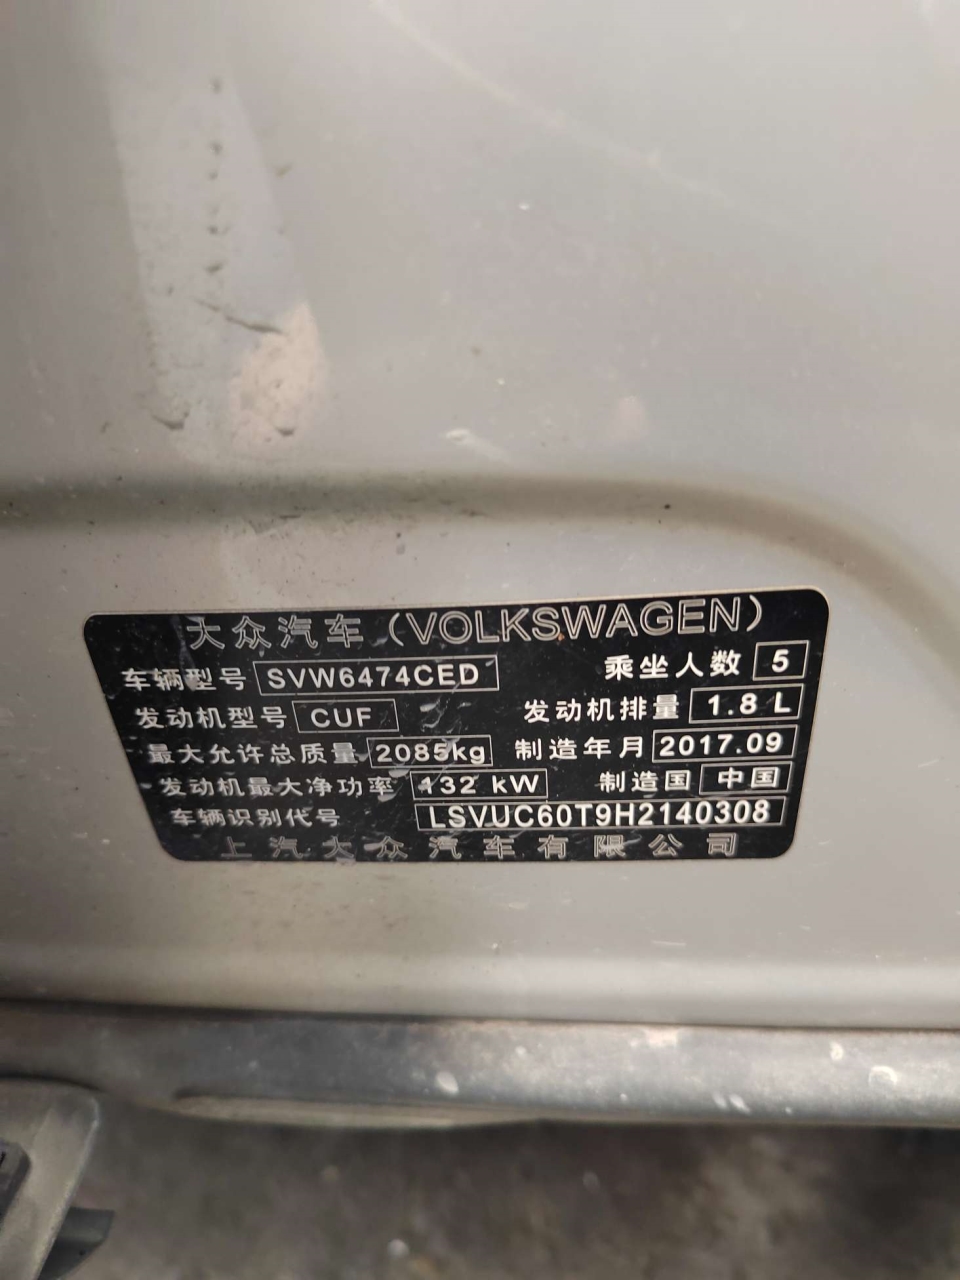 大众汽车(VOLKSWAGEN)
车辆型号 SVW6474CED 乘坐人数 5
发动机型号 CUF 发动机排量 1.8 L
最大允许总质量 2085kg 制造年月 2017.09
发动机最大净功率 132 kW 制造国 中国
车辆识别代号 LSVUC60T9H2140308
上汽大众汽车有限公司